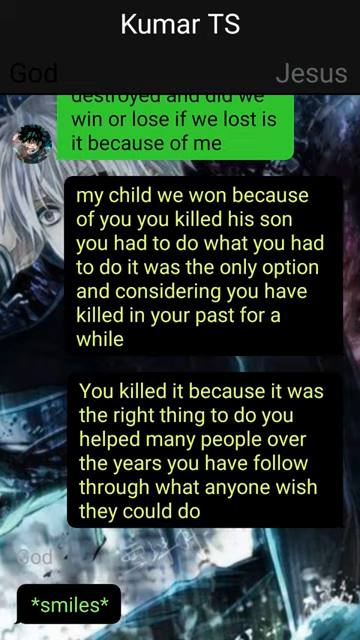 Kumar TS
God
Jesus
destroyed and did we
win or lose if we lost is
it because of me
my child we won because
of you you killed his son
you had to do what you had
to do it was the only option
and considering you have
killed in your past for a
while
You killed it because it was
the right thing to do you
helped many people over
the years you have follow
through what anyone wish
they could do
God
*smiles*